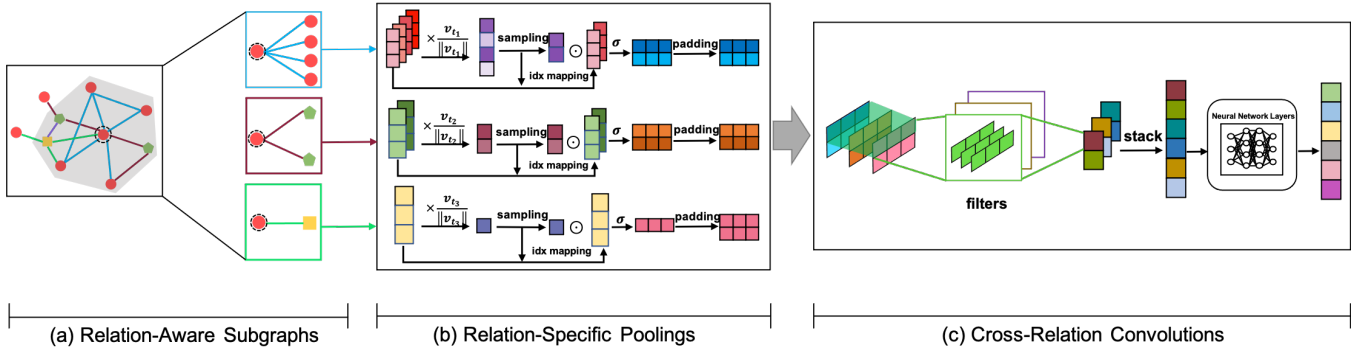 × v_{t_1} / ‖v_{t_1}‖
sampling
idx mapping
⊙
σ
padding
× v_{t_2} / ‖v_{t_2}‖
sampling
idx mapping
⊙
σ
padding
× v_{t_3} / ‖v_{t_3}‖
sampling
idx mapping
⊙
σ
padding
filters
stack
Neural Network Layers
(a) Relation-Aware Subgraphs
(b) Relation-Specific Poolings
(c) Cross-Relation Convolutions